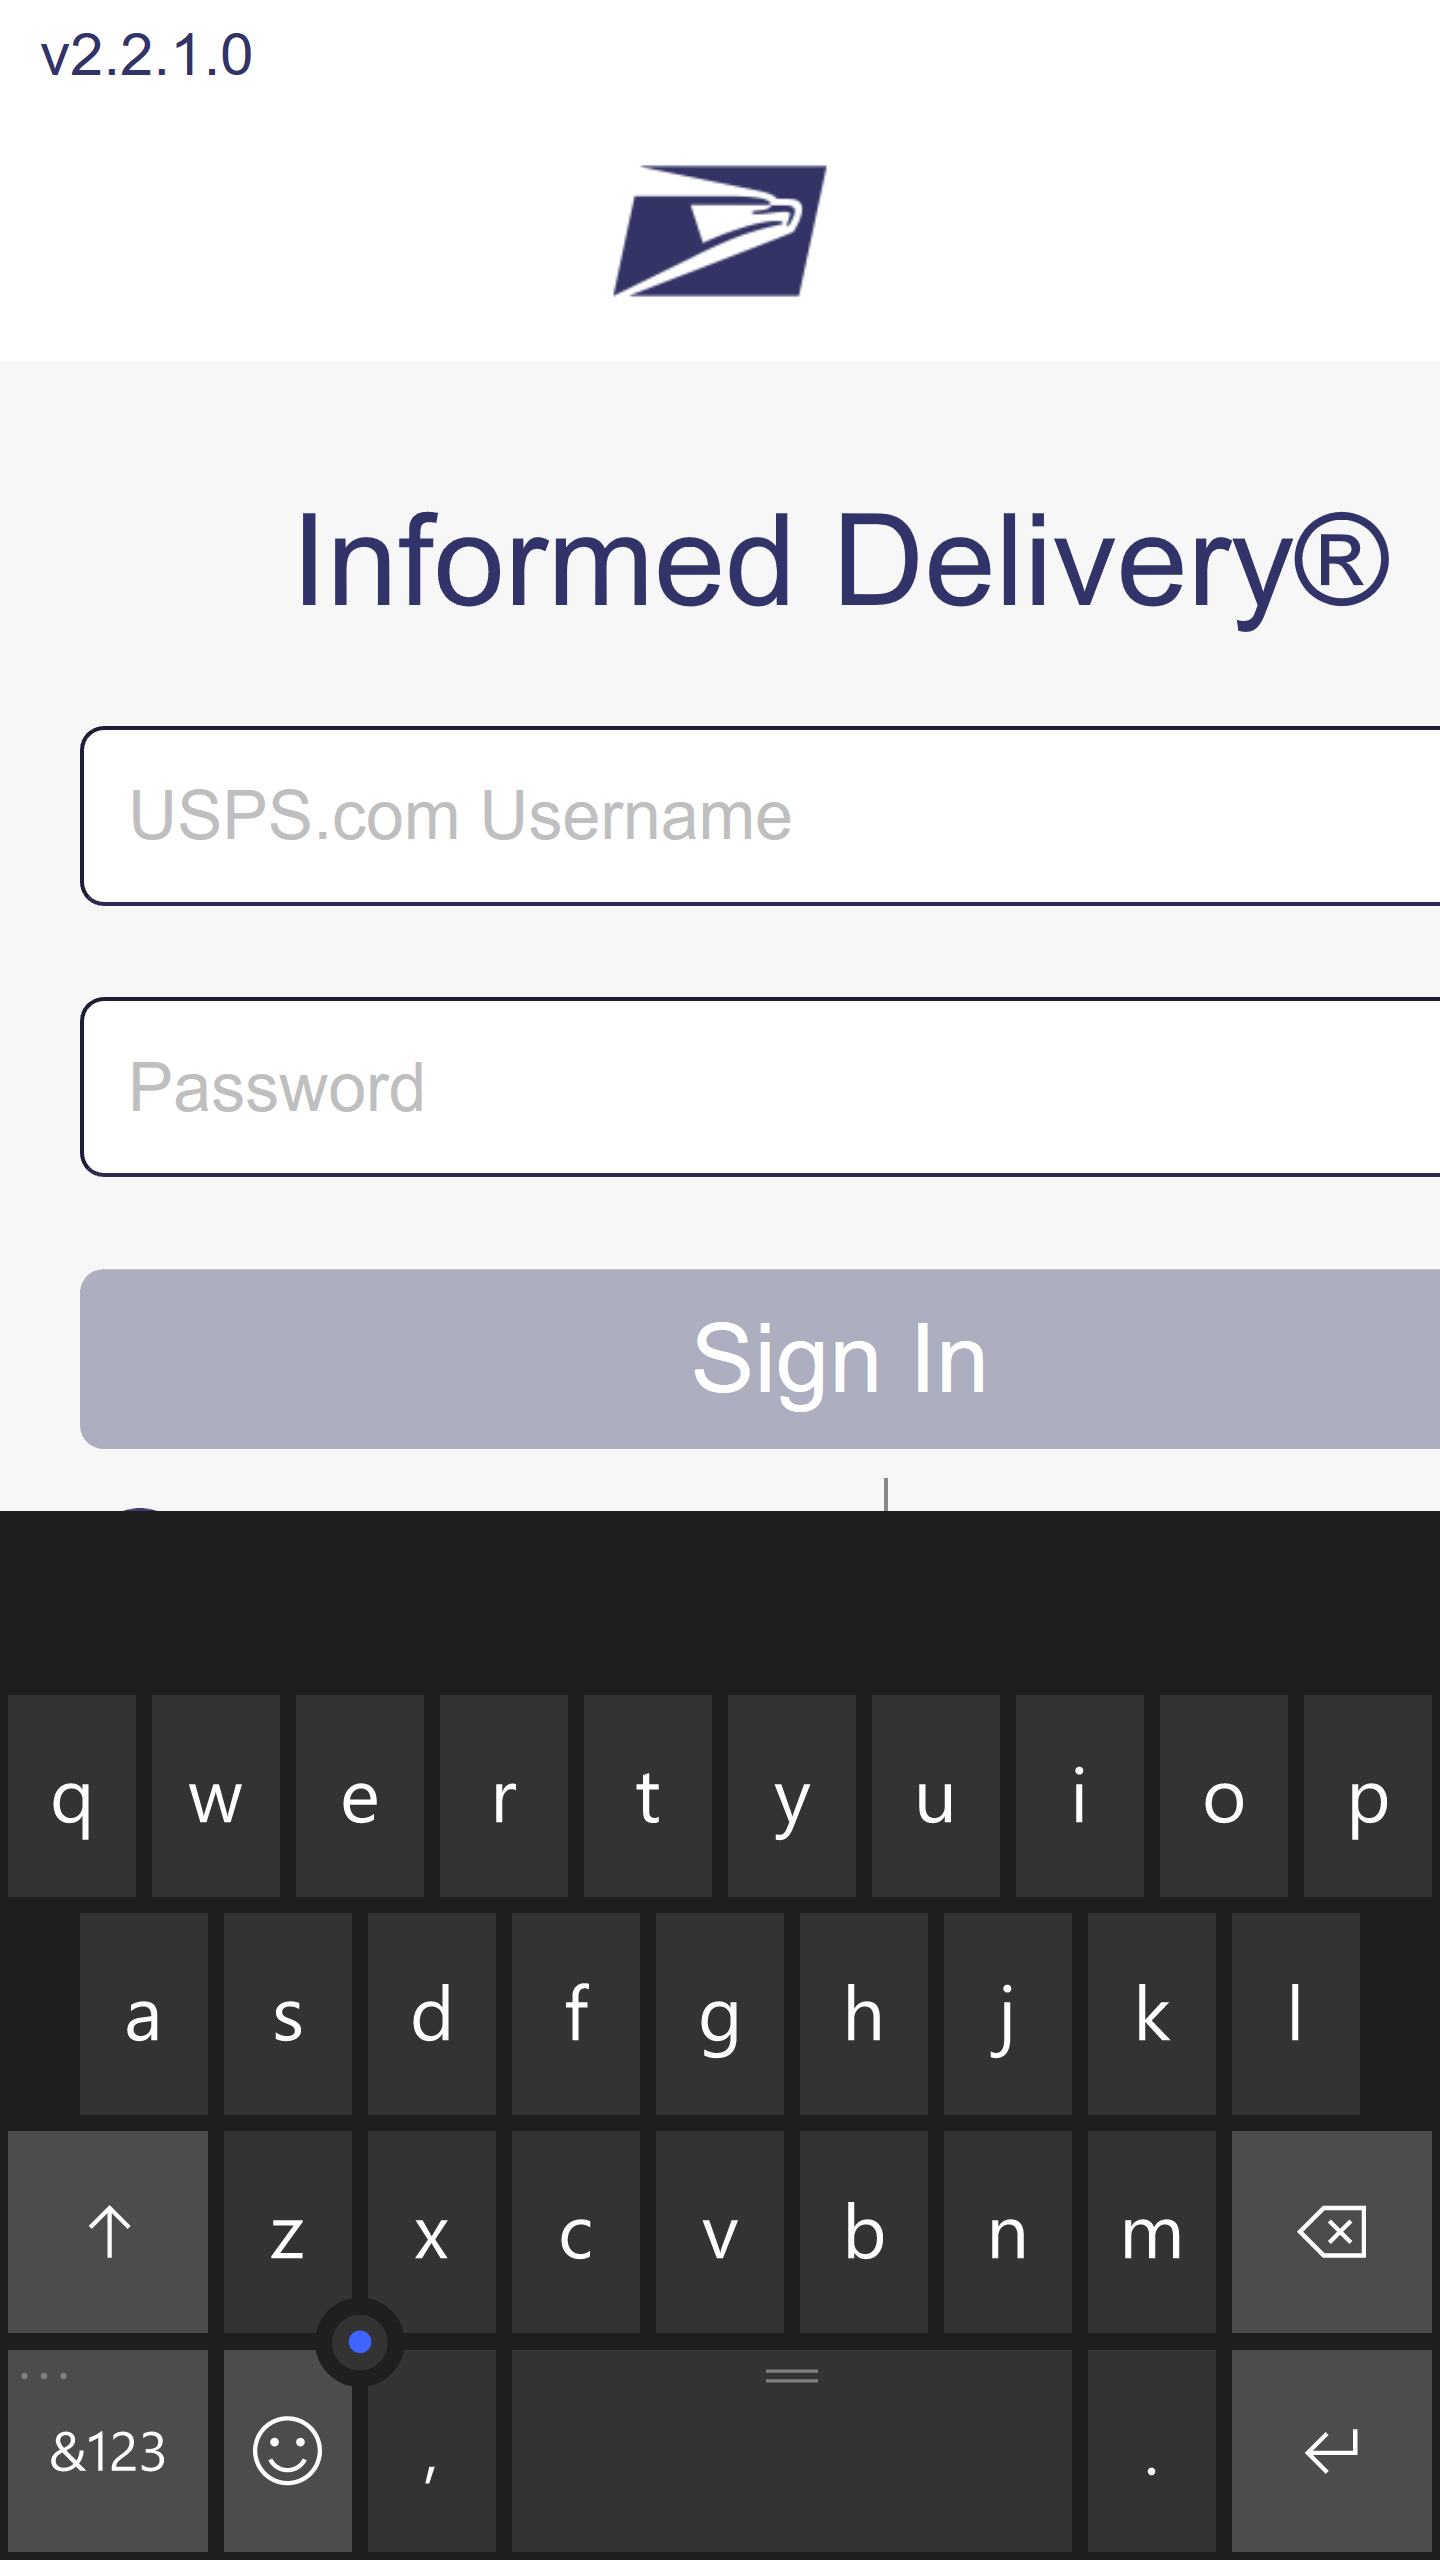 v2.2.1.0
Informed Delivery®
USPS.com Username
Password
Sign In
q w e r t y u i o p
a s d f g h j k l
z x c v b n m
&123 , .